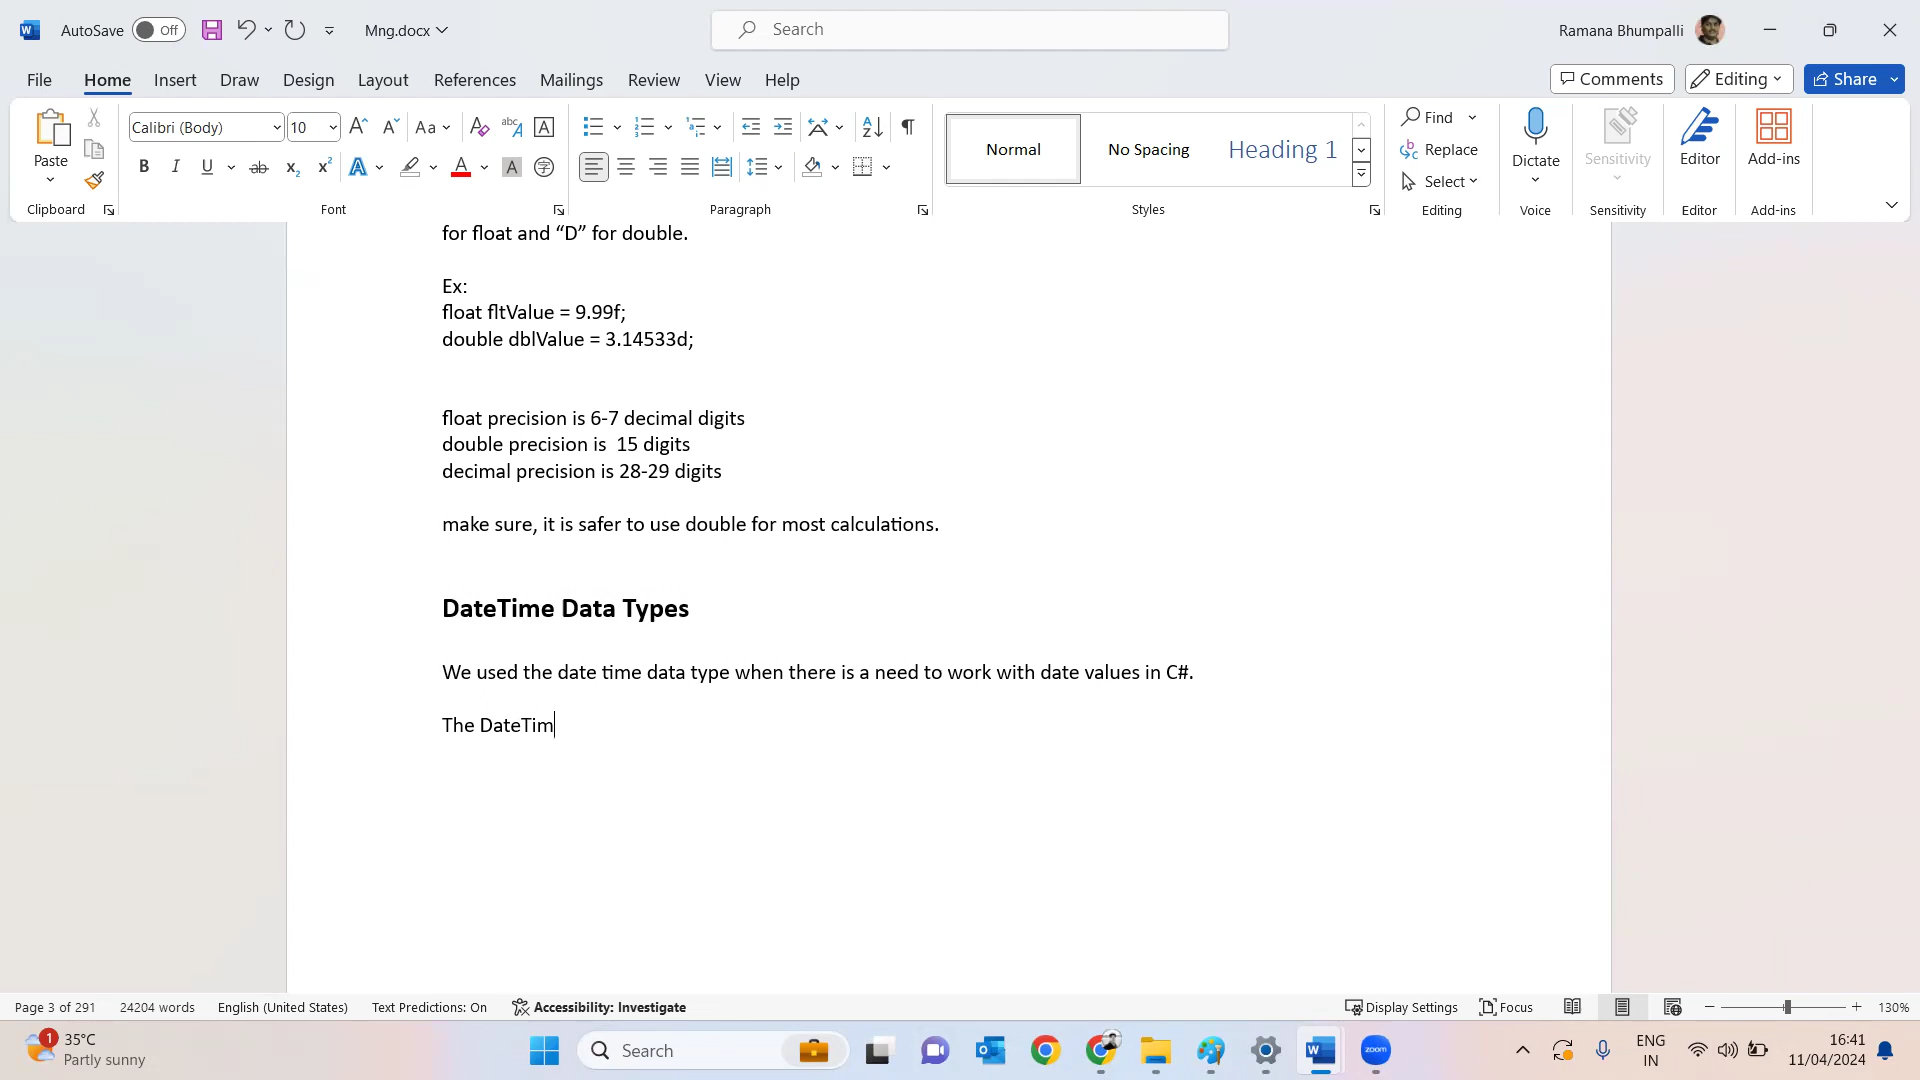 AutoSave Off Mng.docx Search Ramana Bhumpalli
File Home Insert Draw Design Layout References Mailings Review View Help Comments Editing Share
Paste Calibri (Body) 10 Normal No Spacing Heading 1 Find Replace Select Dictate Sensitivity Editor Add-ins
Clipboard Font Paragraph Styles Editing Voice Sensitivity Editor Add-ins
for float and “D” for double.
Ex:
float fltValue = 9.99f;
double dblValue = 3.14533d;
float precision is 6-7 decimal digits
double precision is  15 digits
decimal precision is 28-29 digits
make sure, it is safer to use double for most calculations.
DateTime Data Types
We used the date time data type when there is a need to work with date values in C#.
The DateTim
Page 3 of 291 24204 words English (United States) Text Predictions: On Accessibility: Investigate Display Settings Focus 130%
1 35°C
Partly sunny
Search
zoom
ENG
IN
16:41
11/04/2024